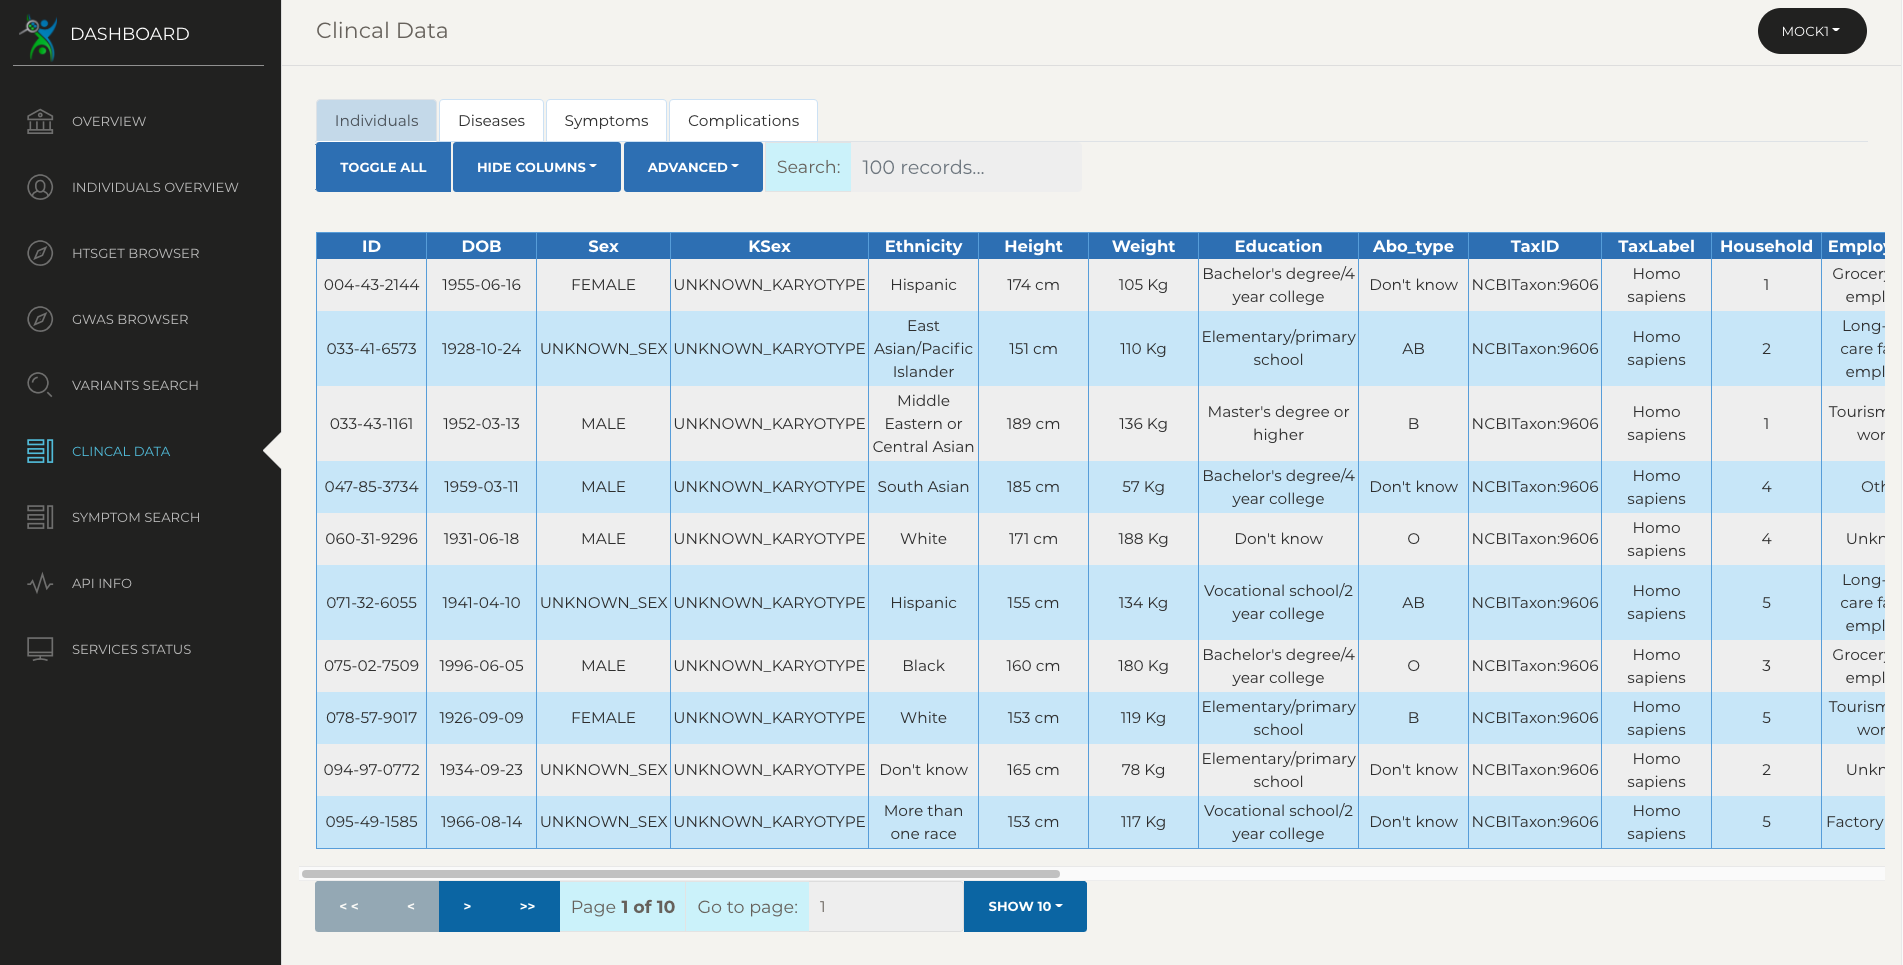 DASHBOARD
Clincal Data
MOCK1
OVERVIEW
INDIVIDUALS OVERVIEW
HTSGET BROWSER
GWAS BROWSER
VARIANTS SEARCH
CLINCAL DATA
SYMPTOM SEARCH
API INFO
SERVICES STATUS
Individuals Diseases Symptoms Complications
TOGGLE ALL HIDE COLUMNS ADVANCED Search: 100 records...
ID DOB Sex KSex Ethnicity Height Weight Education Abo_type TaxID TaxLabel Household Employ
004-43-2144 1955-06-16 FEMALE UNKNOWN_KARYOTYPE Hispanic 174 cm 105 Kg Bachelor's degree/4 year college Don't know NCBITaxon:9606 Homo sapiens 1 Grocery empl
033-41-6573 1928-10-24 UNKNOWN_SEX UNKNOWN_KARYOTYPE East Asian/Pacific Islander 151 cm 110 Kg Elementary/primary school AB NCBITaxon:9606 Homo sapiens 2 Long- care fa empl
033-43-1161 1952-03-13 MALE UNKNOWN_KARYOTYPE Middle Eastern or Central Asian 189 cm 136 Kg Master's degree or higher B NCBITaxon:9606 Homo sapiens 1 Tourism wor
047-85-3734 1959-03-11 MALE UNKNOWN_KARYOTYPE South Asian 185 cm 57 Kg Bachelor's degree/4 year college Don't know NCBITaxon:9606 Homo sapiens 4 Oth
060-31-9296 1931-06-18 MALE UNKNOWN_KARYOTYPE White 171 cm 188 Kg Don't know O NCBITaxon:9606 Homo sapiens 4 Unkn
071-32-6055 1941-04-10 UNKNOWN_SEX UNKNOWN_KARYOTYPE Hispanic 155 cm 134 Kg Vocational school/2 year college AB NCBITaxon:9606 Homo sapiens 5 Long- care fa empl
075-02-7509 1996-06-05 MALE UNKNOWN_KARYOTYPE Black 160 cm 180 Kg Bachelor's degree/4 year college O NCBITaxon:9606 Homo sapiens 3 Grocery empl
078-57-9017 1926-09-09 FEMALE UNKNOWN_KARYOTYPE White 153 cm 119 Kg Elementary/primary school B NCBITaxon:9606 Homo sapiens 5 Tourism wor
094-97-0772 1934-09-23 UNKNOWN_SEX UNKNOWN_KARYOTYPE Don't know 165 cm 78 Kg Elementary/primary school Don't know NCBITaxon:9606 Homo sapiens 2 Unkn
095-49-1585 1966-08-14 UNKNOWN_SEX UNKNOWN_KARYOTYPE More than one race 153 cm 117 Kg Vocational school/2 year college Don't know NCBITaxon:9606 Homo sapiens 5 Factory
< < < > >> Page 1 of 10 Go to page: 1 SHOW 10